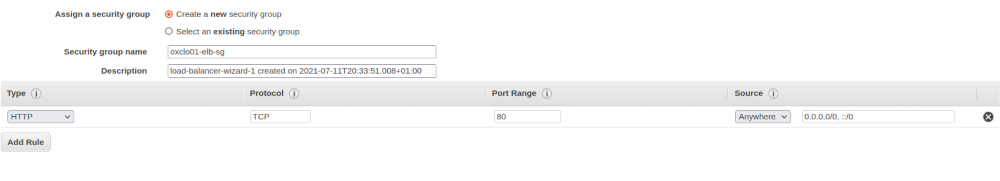 Assign a security group
Create a new security group
Select an existing security group
Security group name oxclo01-elb-sg
Description load-balancer-wizard-1 created on 2021-07-11T20:33:51.008+01:00
Type i Protocol i Port Range i Source i
HTTP TCP 80 Anywhere 0.0.0.0/0, ::/0
Add Rule